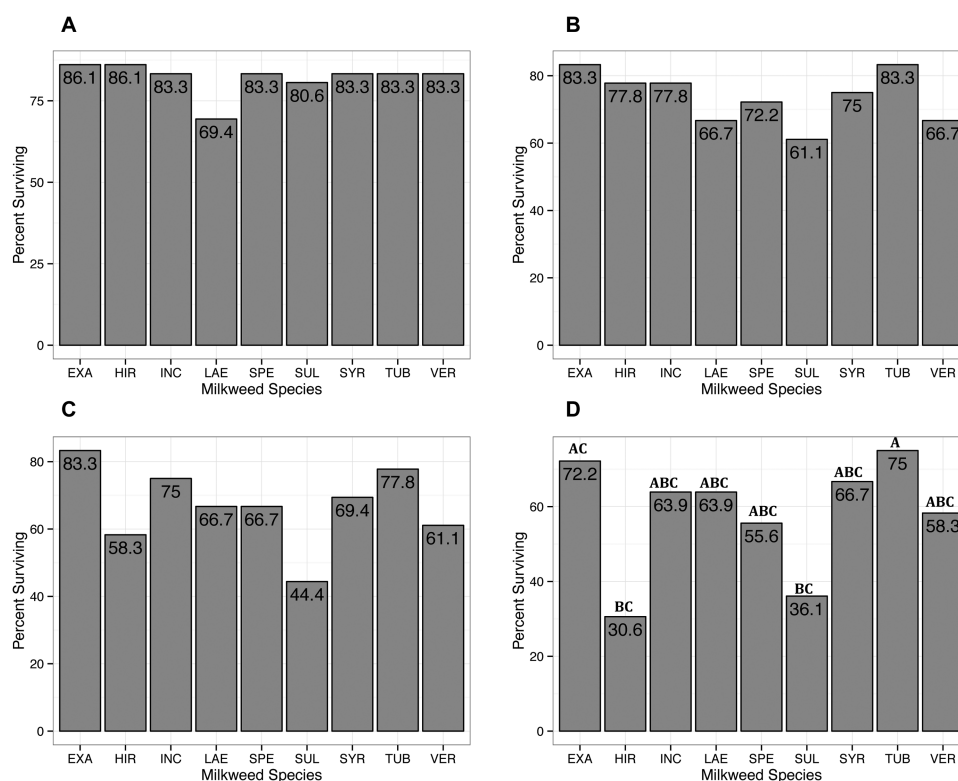 A
Percent Surviving
75
50
25
0
86.1 86.1 83.3 69.4 83.3 80.6 83.3 83.3 83.3
EXA HIR INC LAE SPE SUL SYR TUB VER
Milkweed Species
B
Percent Surviving
80
60
40
20
0
83.3 77.8 77.8 66.7 72.2 61.1 75 83.3 66.7
EXA HIR INC LAE SPE SUL SYR TUB VER
Milkweed Species
C
Percent Surviving
80
60
40
20
0
83.3 58.3 75 66.7 66.7 44.4 69.4 77.8 61.1
EXA HIR INC LAE SPE SUL SYR TUB VER
Milkweed Species
D
Percent Surviving
60
40
20
0
AC BC ABC ABC ABC BC ABC A ABC
72.2 30.6 63.9 63.9 55.6 36.1 66.7 75 58.3
EXA HIR INC LAE SPE SUL SYR TUB VER
Milkweed Species